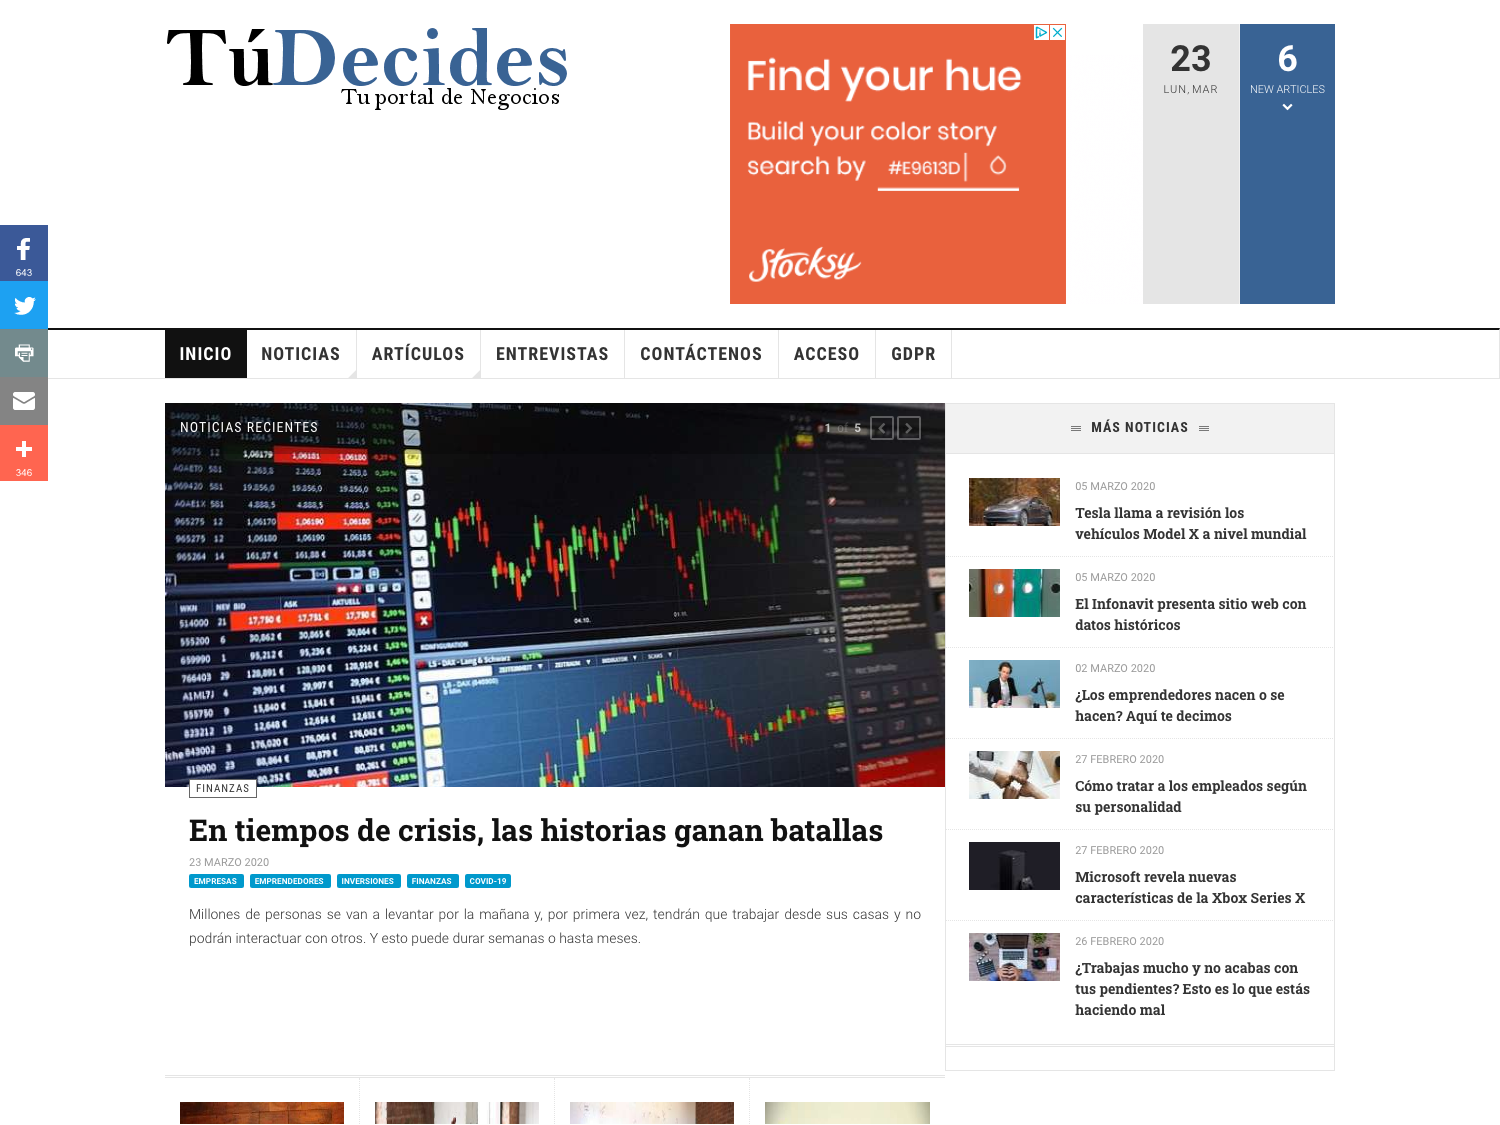 TúDecides
Tu portal de Negocios
Find your hue
Build your color story
search by #E9613D
Stocksy
23
LUN, MAR
6
NEW ARTICLES
643
346
INICIO
NOTICIAS
ARTÍCULOS
ENTREVISTAS
CONTÁCTENOS
ACCESO
GDPR
NOTICIAS RECIENTES
1 of 5
FINANZAS
En tiempos de crisis, las historias ganan batallas
23 MARZO 2020
EMPRESAS EMPRENDEDORES INVERSIONES FINANZAS COVID-19
Millones de personas se van a levantar por la mañana y, por primera vez, tendrán que trabajar desde sus casas y no
podrán interactuar con otros. Y esto puede durar semanas o hasta meses.
MÁS NOTICIAS
05 MARZO 2020
Tesla llama a revisión los
vehículos Model X a nivel mundial
05 MARZO 2020
El Infonavit presenta sitio web con
datos históricos
02 MARZO 2020
¿Los emprendedores nacen o se
hacen? Aquí te decimos
27 FEBRERO 2020
Cómo tratar a los empleados según
su personalidad
27 FEBRERO 2020
Microsoft revela nuevas
características de la Xbox Series X
26 FEBRERO 2020
¿Trabajas mucho y no acabas con
tus pendientes? Esto es lo que estás
haciendo mal